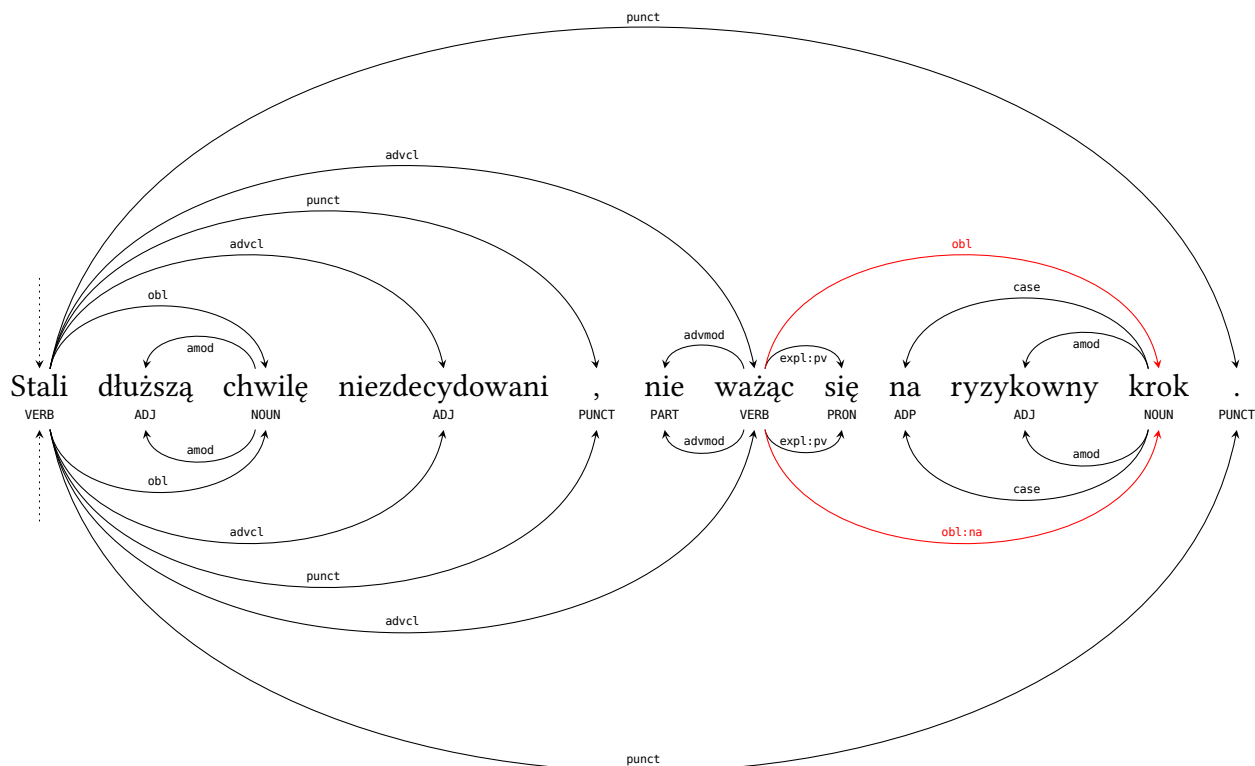 punct
advcl
punct
advcl
obl
obl
case
amod
advmod
expl:pv
amod
Stali dłuższą chwilę niezdecydowani , nie ważąc się na ryzykowny krok .
VERB ADJ NOUN ADJ PUNCT PART VERB PRON ADP ADJ NOUN PUNCT
amod
advmod
expl:pv
amod
obl
case
advcl
obl:na
punct
advcl
punct